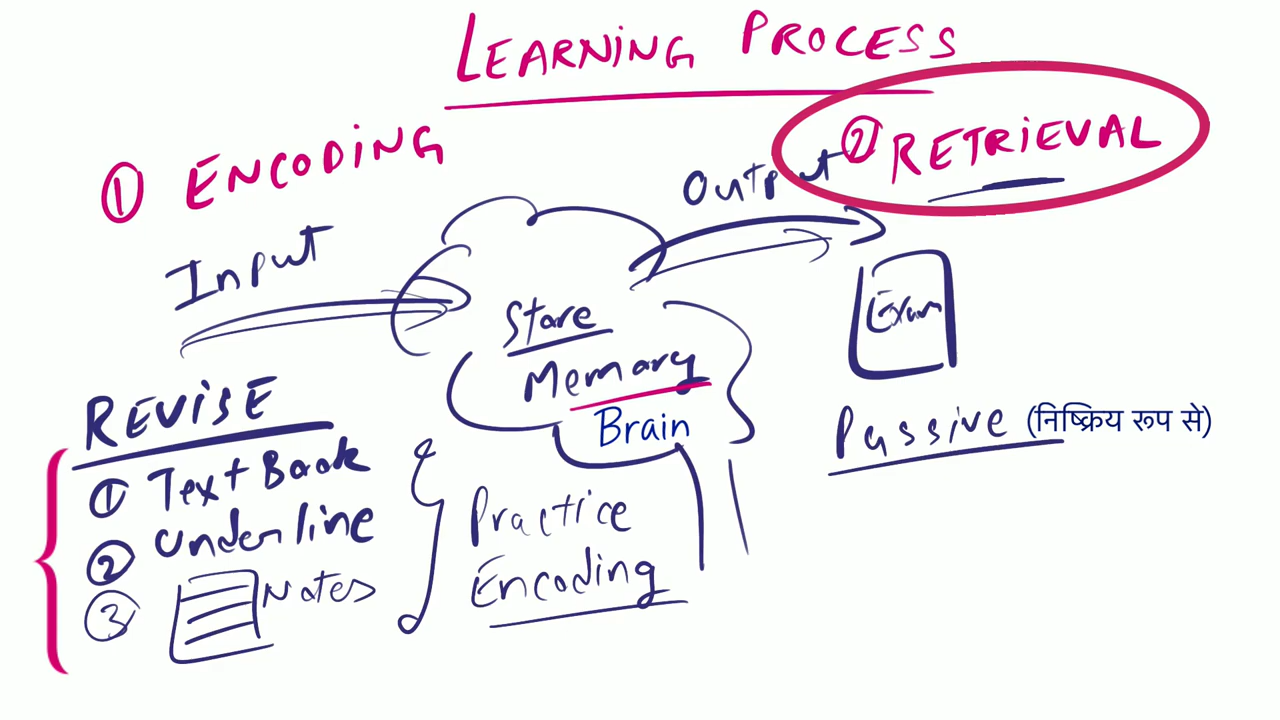 LEARNING PROCESS
① ENCODING
② RETRIEVAL
Input
Output
Store
Memory
Brain
Exam
REVISE
① Text Book
② Underline
③ Notes
Practice
Encoding
Passive (निष्क्रिय रूप से)